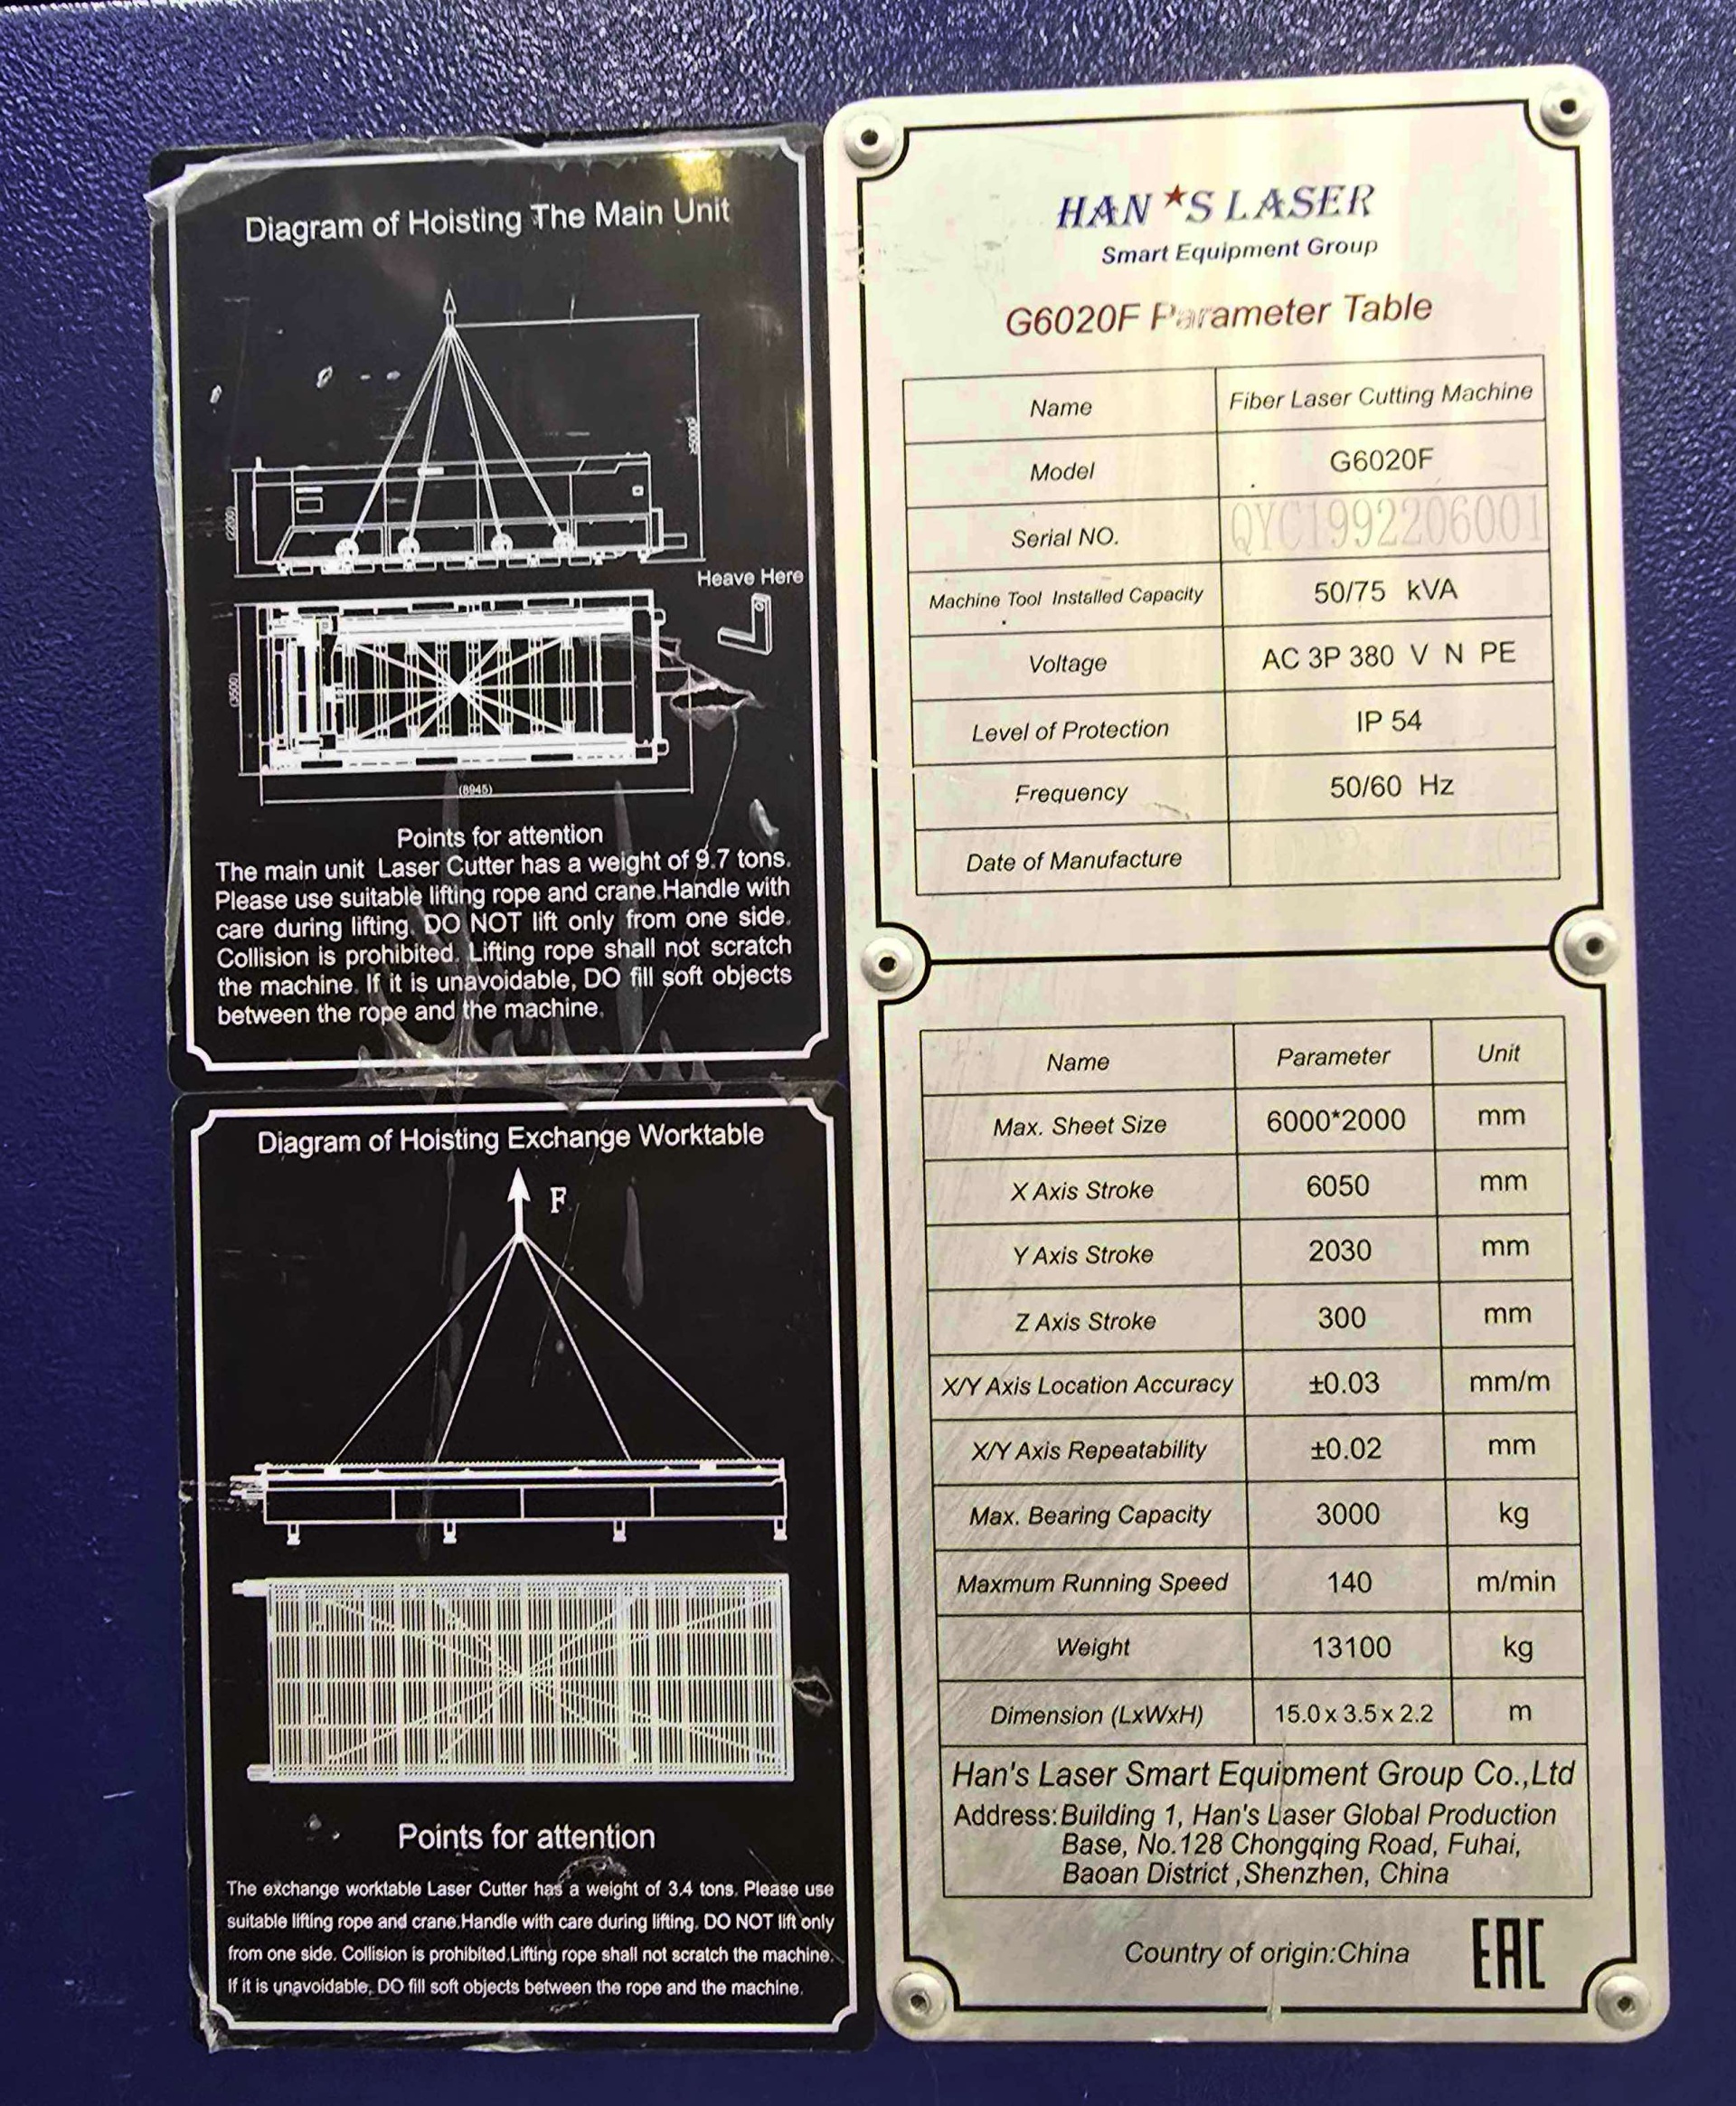 Diagram of Hoisting The Main Unit
(2200)
≥5000
Heave Here
(3500)
(8945)
Points for attention
The main unit Laser Cutter has a weight of 9.7 tons.
Please use suitable lifting rope and crane.Handle with
care during lifting. DO NOT lift only from one side.
Collision is prohibited. Lifting rope shall not scratch
the machine. If it is unavoidable, DO fill soft objects
between the rope and the machine.
Diagram of Hoisting Exchange Worktable
F
Points for attention
The exchange worktable Laser Cutter has a weight of 3.4 tons. Please use
suitable lifting rope and crane.Handle with care during lifting. DO NOT lift only
from one side. Collision is prohibited.Lifting rope shall not scratch the machine.
If it is unavoidable, DO fill soft objects between the rope and the machine.
HAN★S LASER
Smart Equipment Group
G6020F Parameter Table
Name Fiber Laser Cutting Machine
Model G6020F
Serial NO. QYC1992206001
Machine Tool Installed Capacity 50/75 kVA
Voltage AC 3P 380 V N PE
Level of Protection IP 54
Frequency 50/60 Hz
Date of Manufacture
Name Parameter Unit
Max. Sheet Size 6000*2000 mm
X Axis Stroke 6050 mm
Y Axis Stroke 2030 mm
Z Axis Stroke 300 mm
X/Y Axis Location Accuracy ±0.03 mm/m
X/Y Axis Repeatability ±0.02 mm
Max. Bearing Capacity 3000 kg
Maxmum Running Speed 140 m/min
Weight 13100 kg
Dimension (LxWxH) 15.0 x 3.5 x 2.2 m
Han's Laser Smart Equipment Group Co.,Ltd
Address:Building 1, Han's Laser Global Production
Base, No.128 Chongqing Road, Fuhai,
Baoan District ,Shenzhen, China
Country of origin:China
EAC